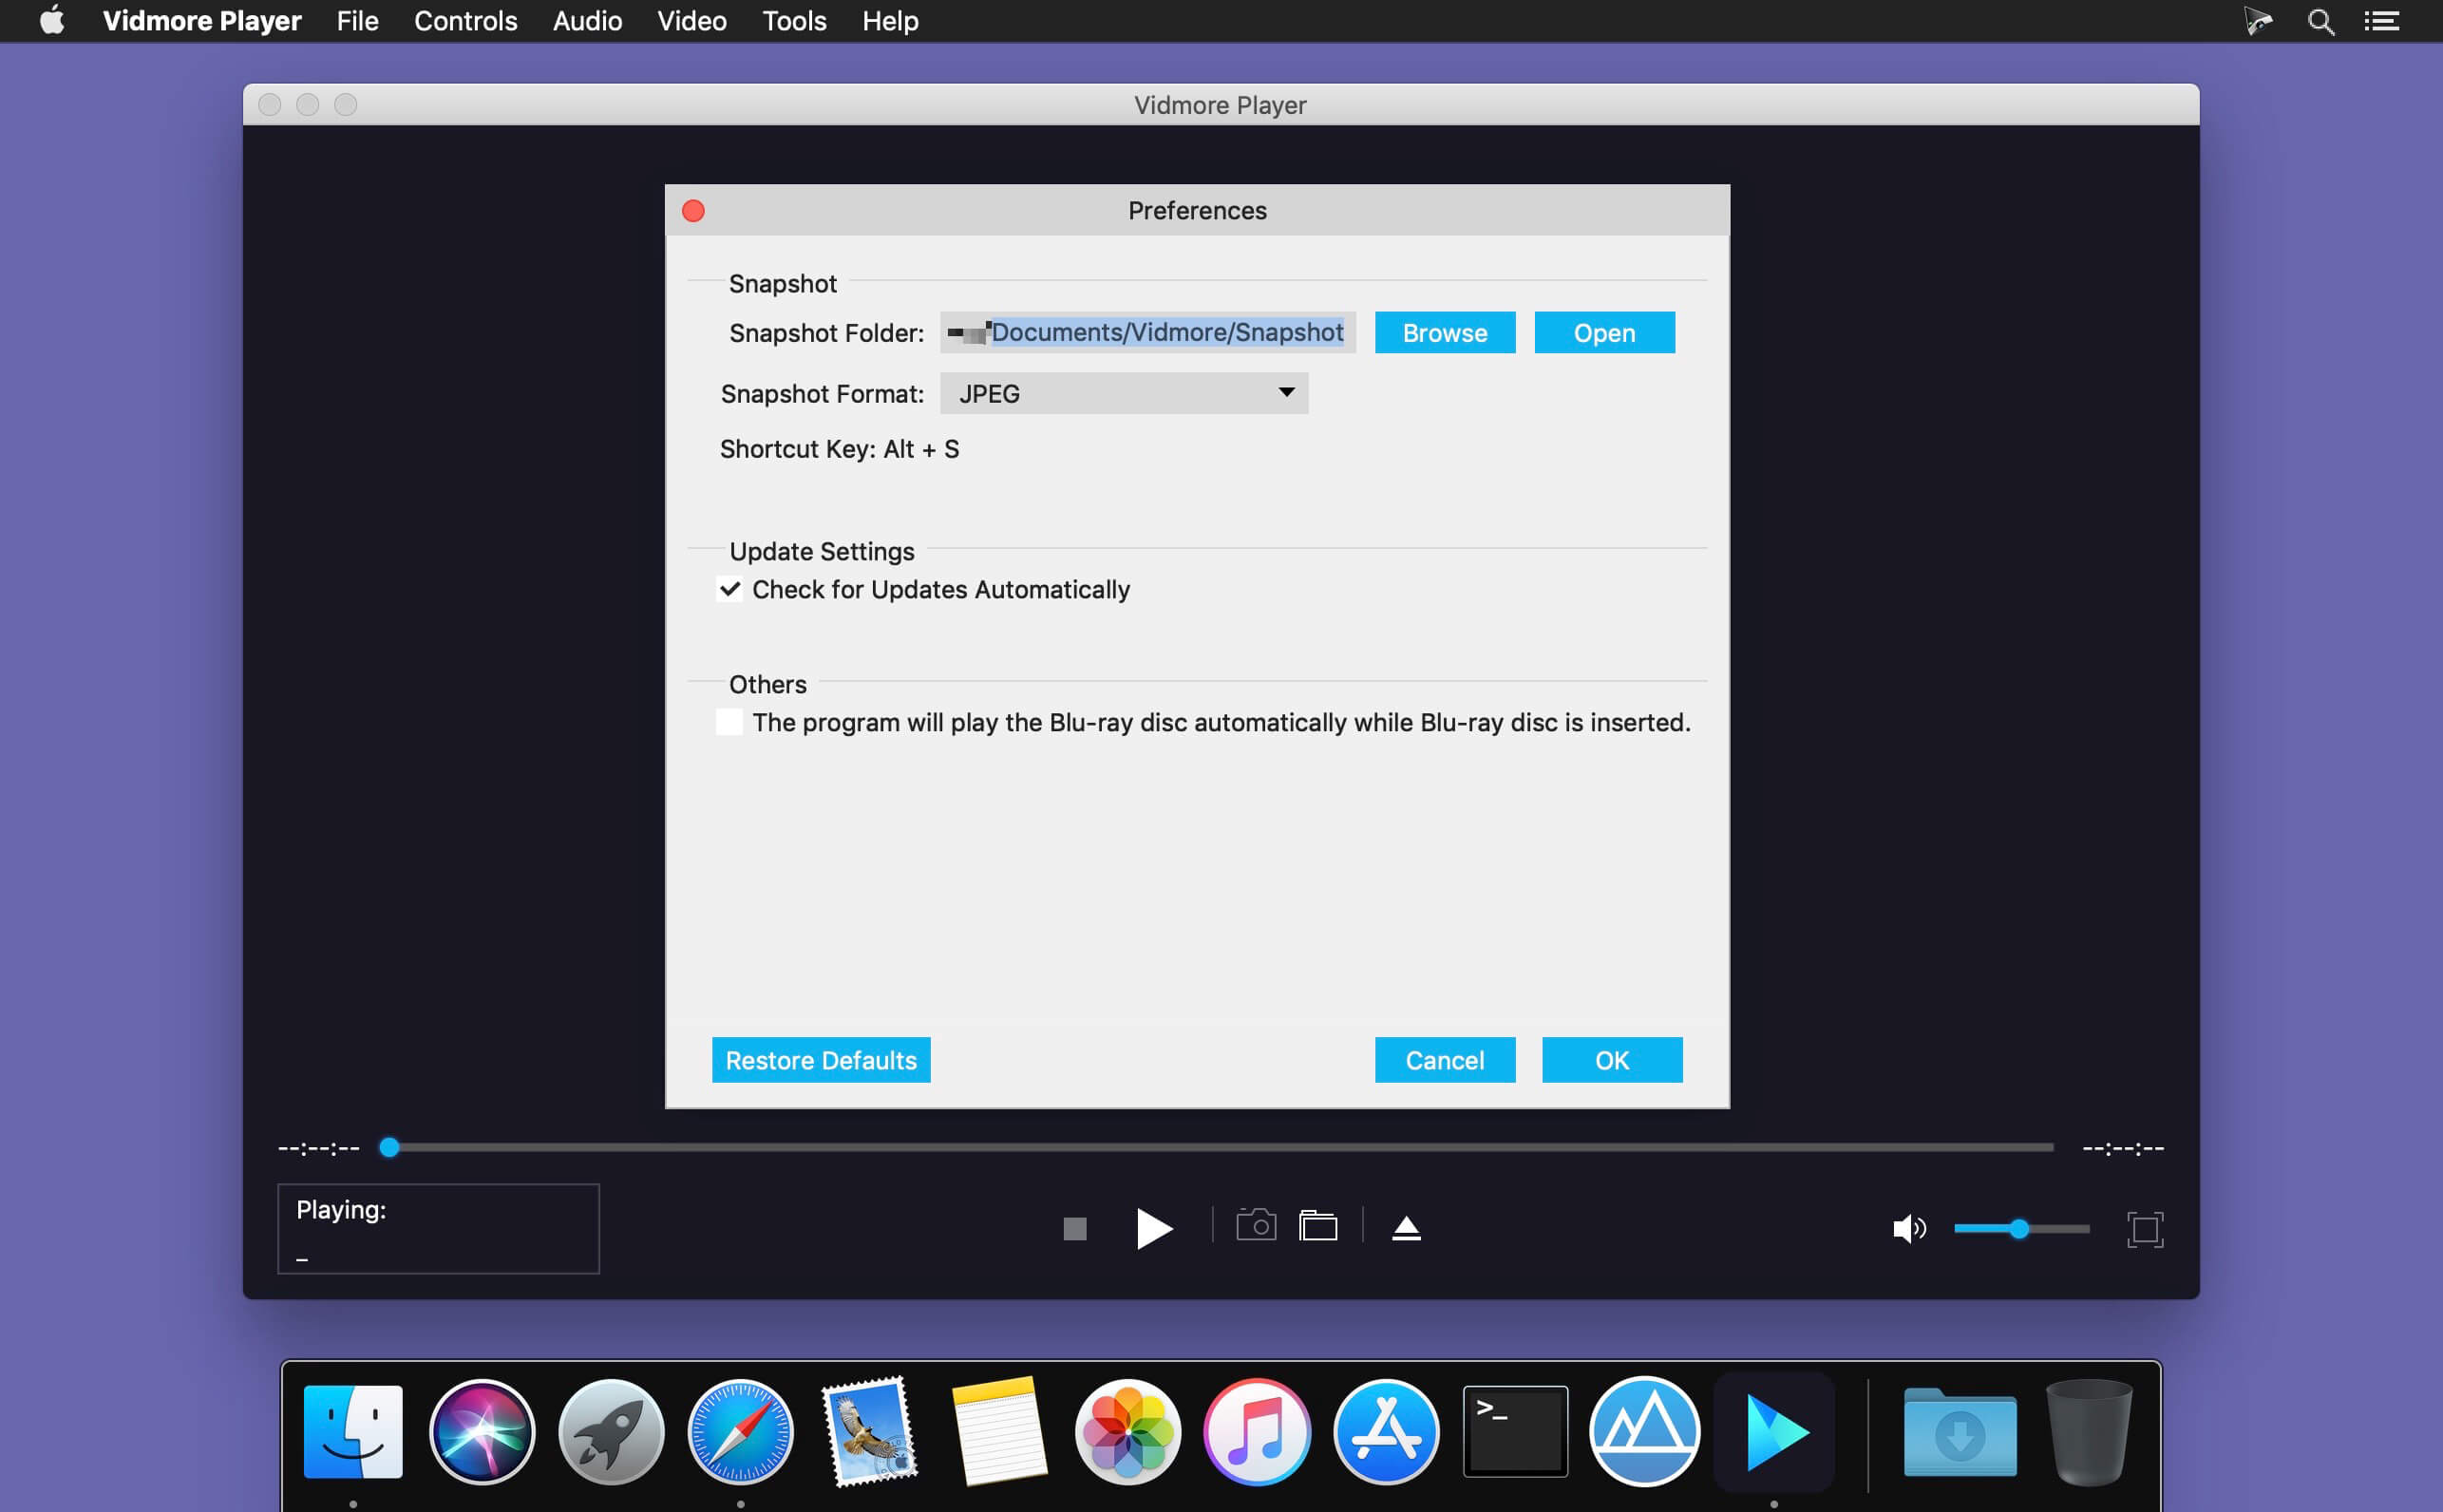 Vidmore Player File Controls Audio Video Tools Help
Vidmore Player
Preferences
Snapshot
Snapshot Folder: Documents/Vidmore/Snapshot Browse Open
Snapshot Format: JPEG
Shortcut Key: Alt + S
Update Settings
Check for Updates Automatically
Others
The program will play the Blu-ray disc automatically while Blu-ray disc is inserted.
Restore Defaults Cancel OK
--:--:-- --:--:--
Playing:
_
>_